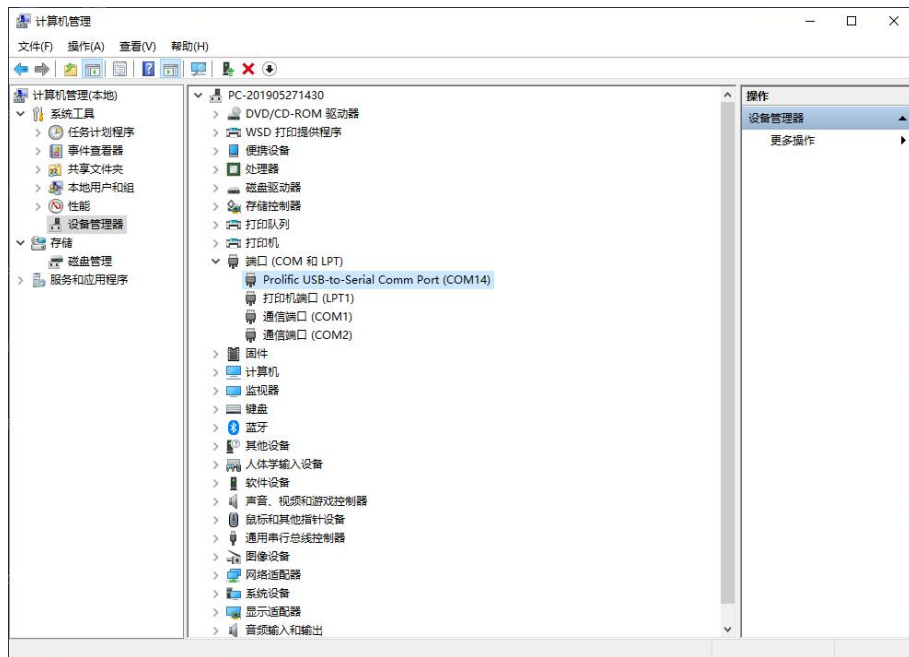 计算机管理
文件(F) 操作(A) 查看(V) 帮助(H)
计算机管理(本地)
系统工具
任务计划程序
事件查看器
共享文件夹
本地用户和组
性能
设备管理器
存储
磁盘管理
服务和应用程序
PC-201905271430
DVD/CD-ROM 驱动器
WSD 打印提供程序
便携设备
处理器
磁盘驱动器
存储控制器
打印队列
打印机
端口 (COM 和 LPT)
Prolific USB-to-Serial Comm Port (COM14)
打印机端口 (LPT1)
通信端口 (COM1)
通信端口 (COM2)
固件
计算机
监视器
键盘
蓝牙
其他设备
人体学输入设备
软件设备
声音、视频和游戏控制器
鼠标和其他指针设备
通用串行总线控制器
图像设备
网络适配器
系统设备
显示适配器
音频输入和输出
操作
设备管理器
更多操作